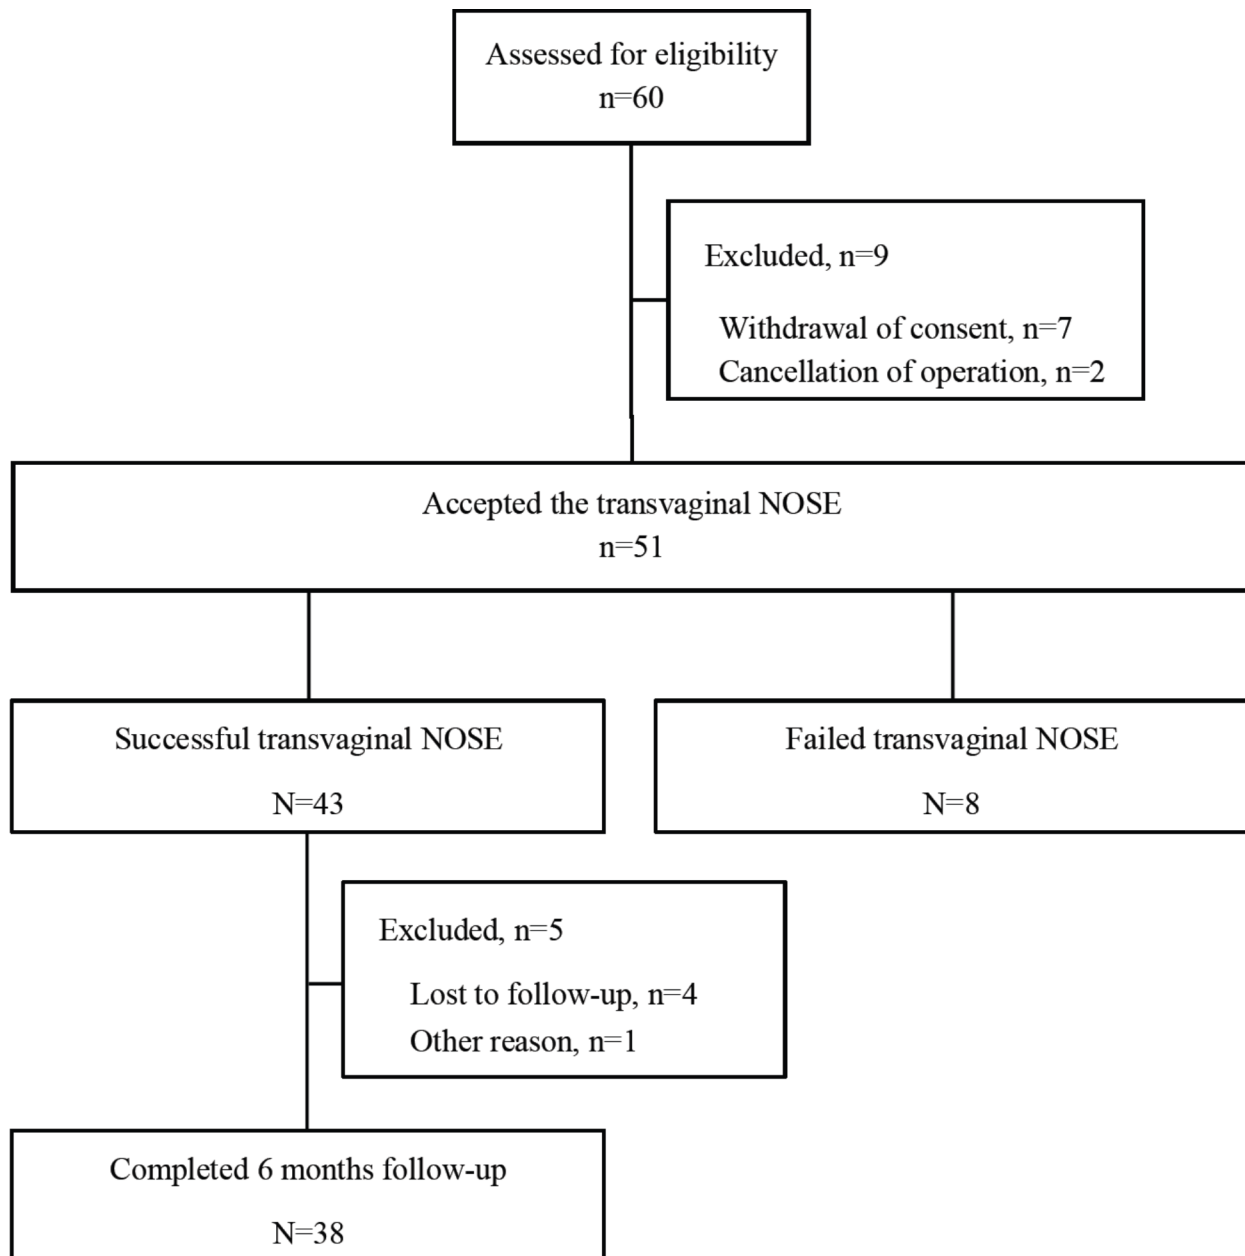 Assessed for eligibility
n=60
Excluded, n=9
Withdrawal of consent, n=7
Cancellation of operation, n=2
Accepted the transvaginal NOSE
n=51
Successful transvaginal NOSE
N=43
Failed transvaginal NOSE
N=8
Excluded, n=5
Lost to follow-up, n=4
Other reason, n=1
Completed 6 months follow-up
N=38